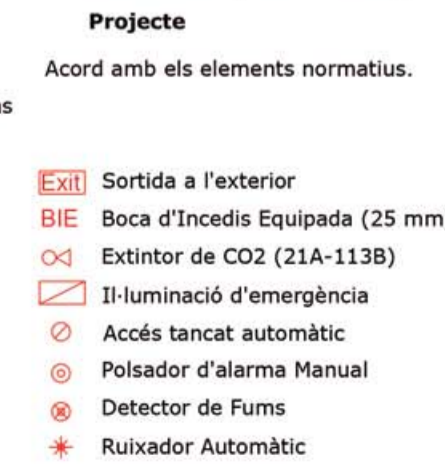 Projecte
Acord amb els elements normatius.
Exit Sortida a l'exterior
BIE Boca d'Incedis Equipada (25 mm
Extintor de CO2 (21A-113B)
Il·luminació d'emergència
Accés tancat automàtic
Polsador d'alarma Manual
Detector de Fums
Ruixador Automàtic